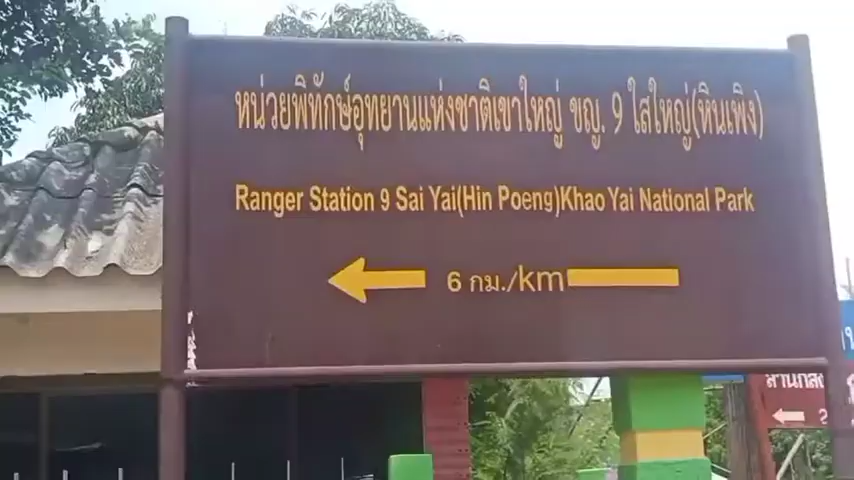 หน่วยพิทักษ์อุทยานแห่งชาติเขาใหญ่ ขญ. 9 ใสใหญ่(หินเพิง)
Ranger Station 9 Sai Yai(Hin Poeng)Khao Yai National Park
6 กม./km